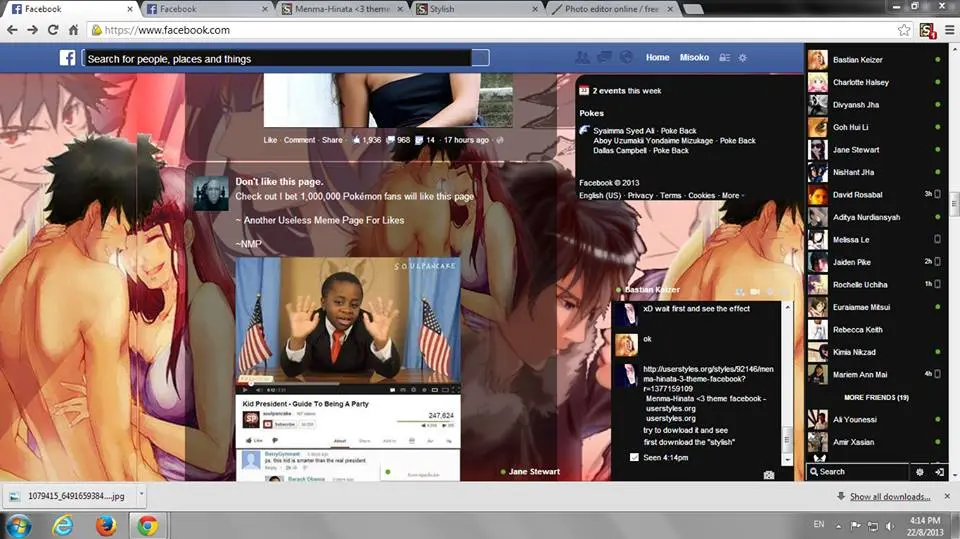 Facebook
Facebook
Menma-Hinata <3 theme
Stylish
Photo editor online / free
https://www.facebook.com
Search for people, places and things
Home
Misoko
Like · Comment · Share · 1,936 968 14 · 17 hours ago ·
Don't like this page.
Check out I bet 1,000,000 Pokémon fans will like this page
~ Another Useless Meme Page For Likes
~NMP
SOULPANCAKE
Kid President - Guide To Being A Party
soulpancake
Subscribe
247,624
Like
About
Share
Add to
BerryGymnast
ps. this kid is smarter than the real president
Reply
Barack Obama
2 events this week
Pokes
Syaimma Syed Ali · Poke Back
Aboy Uzumaki Yondaime Mizukage · Poke Back
Dallas Campbell · Poke Back
Facebook © 2013
English (US) · Privacy · Terms · Cookies · More
Bastian Keizer
xD wait first and see the effect
ok
http://userstyles.org/styles/92146/men
ma-hinata-3-theme-facebook?
r=1377159109
Menma-Hinata <3 theme facebook -
userstyles.org
userstyles.org
try to dowload it and see
first download the "stylish"
Seen 4:14pm
Jane Stewart
Bastian Keizer
Charlotte Halsey
Divyansh Jha
Goh Hui Li
Jane Stewart
NisHant JHa
David Rosabal 3h
Aditya Nurdiansyah
Melissa Le
Jaiden Pike 2h
Rochelle Uchiha 1h
Euraiamae Mitsui
Rebecca Keith
Kimia Nikzad
Mariem Ann Mai 4h
MORE FRIENDS (19)
Ali Younessi
Amir Xasian
Search
1079415_6491659384....jpg
Show all downloads...
EN
4:14 PM
22/8/2013